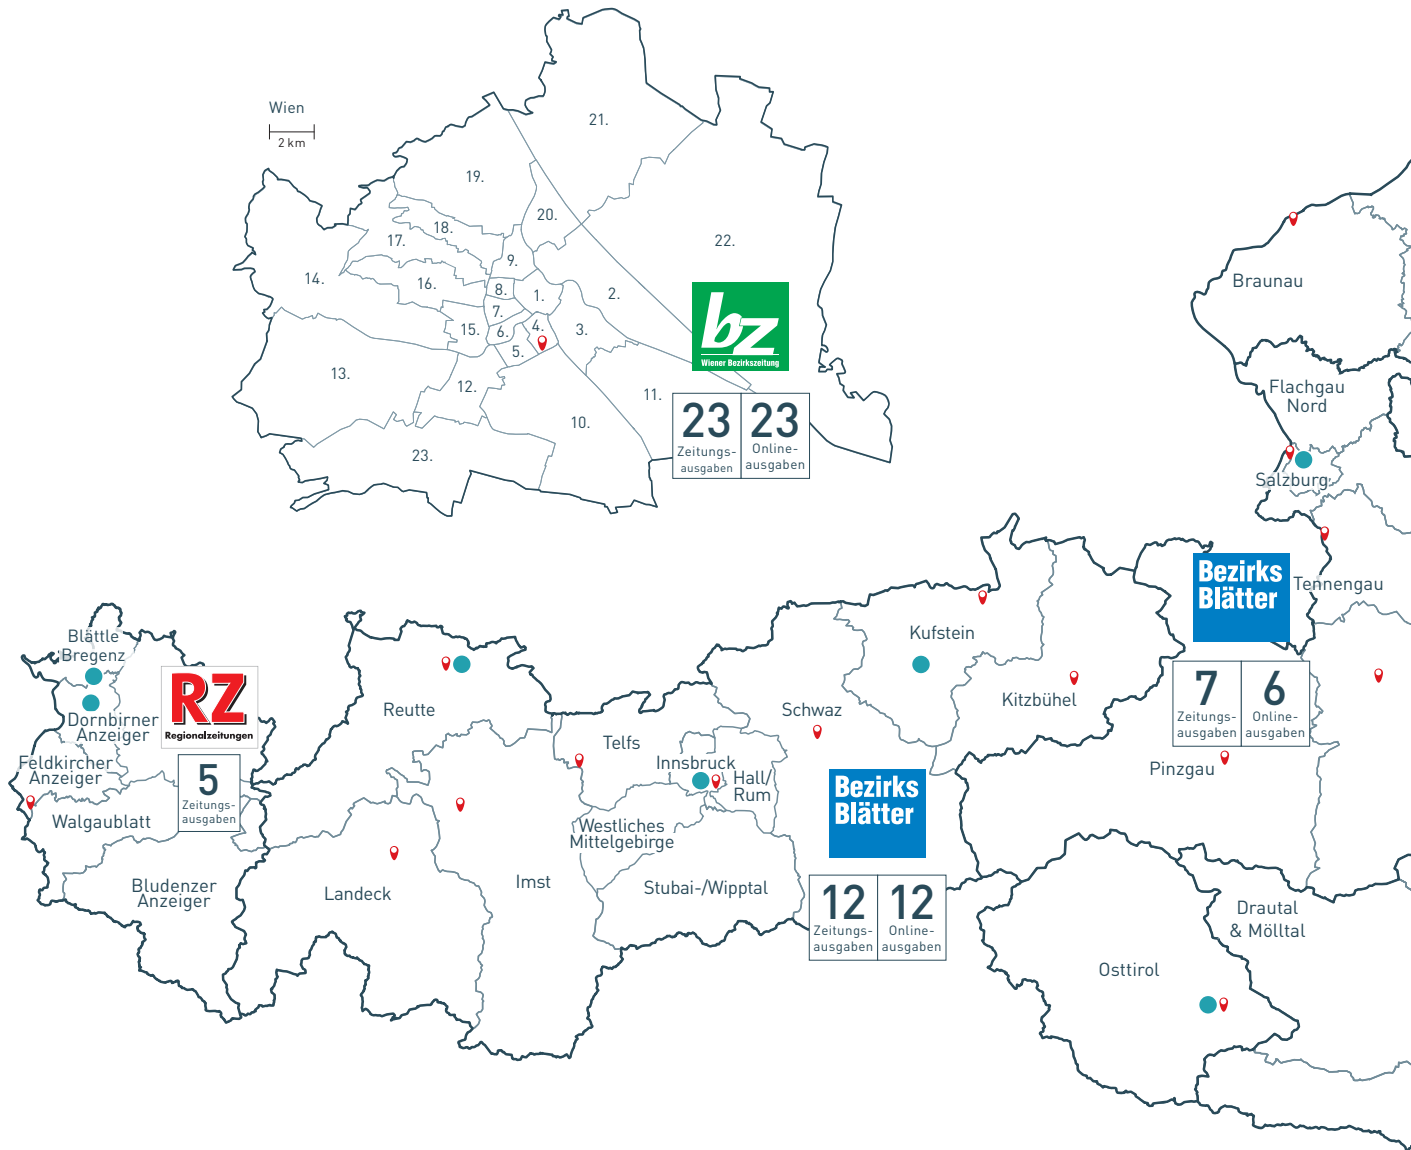 Wien
2 km
21.
19.
20.
18.
17.
22.
9.
14.
16.
8.
1.
2.
7.
15.
6.
4.
3.
5.
13.
12.
11.
10.
23.
bz
Wiener Bezirkszeitung
23
Zeitungs-
ausgaben
23
Online-
ausgaben
Braunau
Flachgau
Nord
Salzburg
Tennengau
Bezirks
Blätter
7
Zeitungs-
ausgaben
6
Online-
ausgaben
Pinzgau
Blättle
Bregenz
Dornbirner
Anzeiger
Feldkircher
Anzeiger
Walgaublatt
Bludenzer
Anzeiger
RZ
Regionalzeitungen
5
Zeitungs-
ausgaben
Reutte
Landeck
Imst
Telfs
Innsbruck
Hall/
Rum
Westliches
Mittelgebirge
Stubai-/Wipptal
Schwaz
Kufstein
Kitzbühel
Bezirks
Blätter
12
Zeitungs-
ausgaben
12
Online-
ausgaben
Osttirol
Drautal
& Mölltal